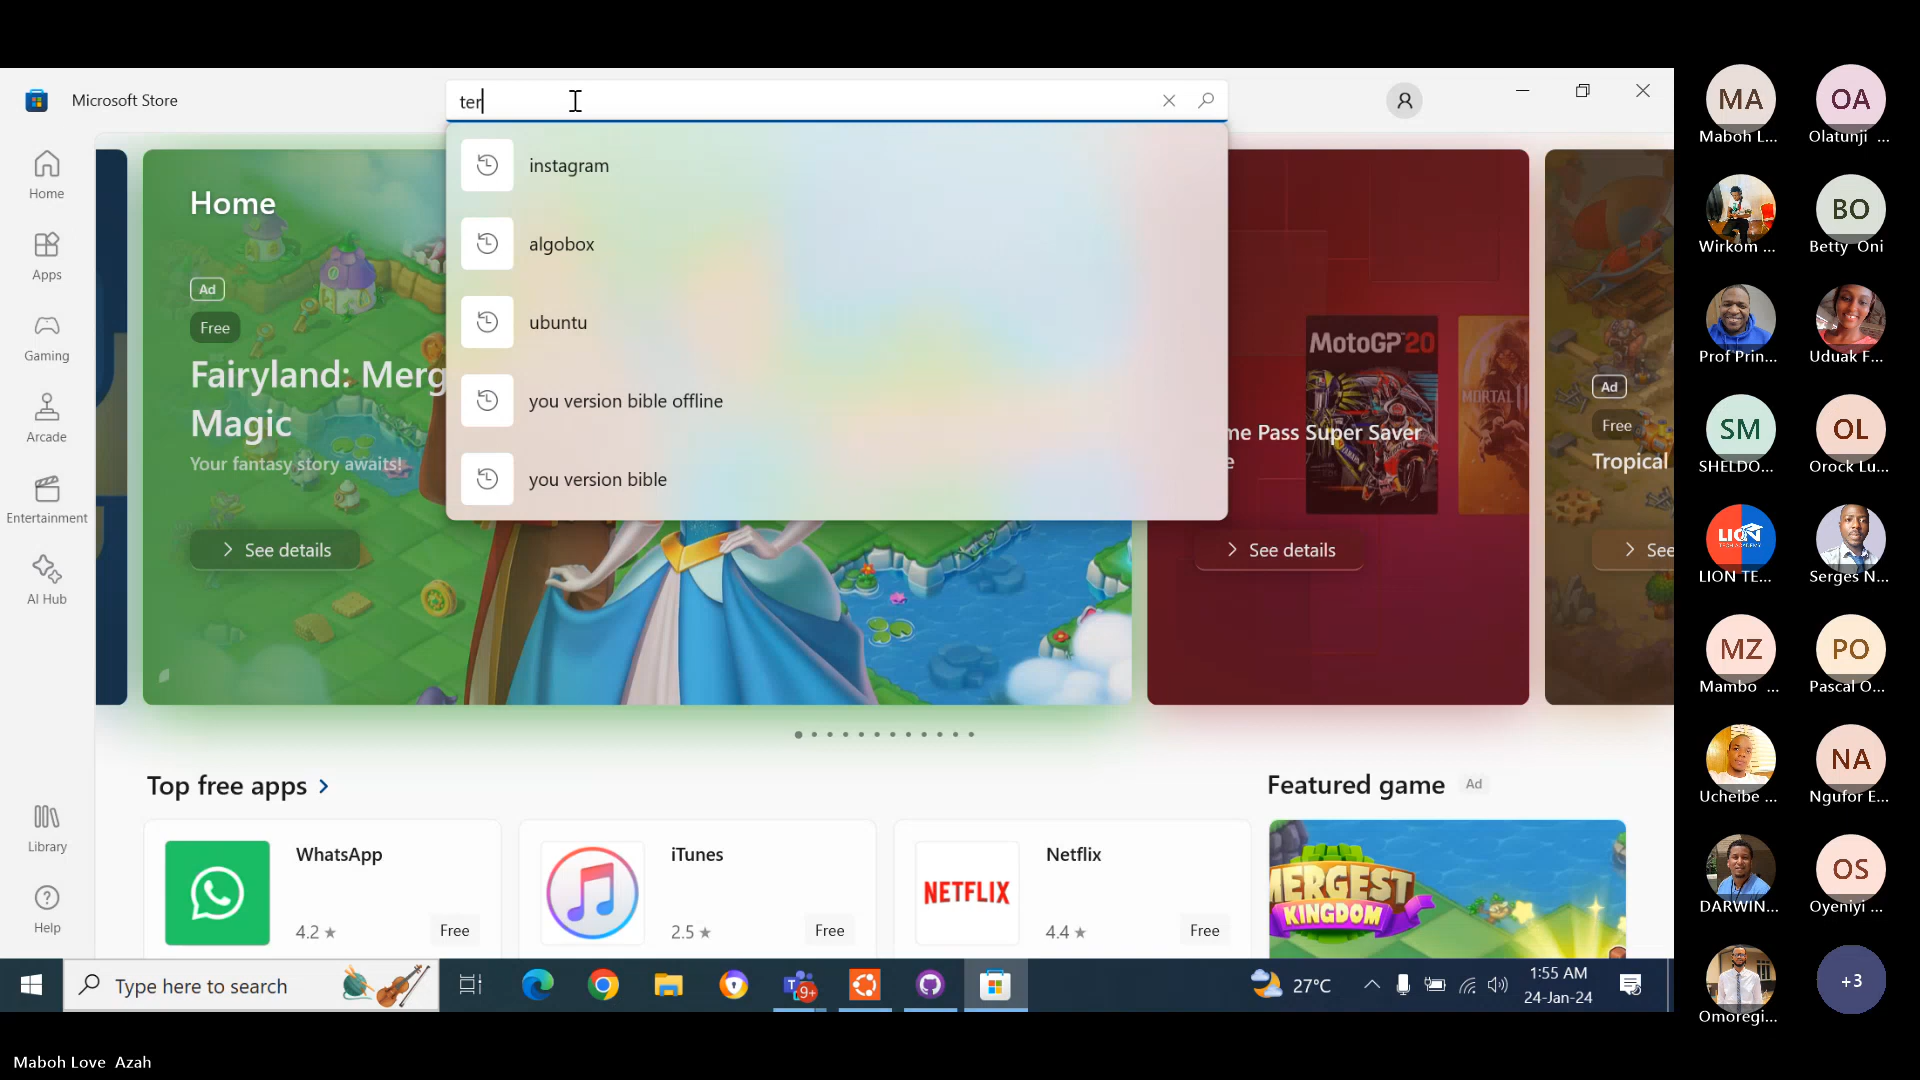 Microsoft Store
ter
instagram
algobox
ubuntu
you version bible offline
you version bible
Home
Apps
Gaming
Arcade
Entertainment
AI Hub
Library
Help
Home
Ad
Free
Fairyland: Merg
Magic
Your fantasy story awaits!
See details
MotoGP 20
MORTAL
me Pass Super Saver
e
See details
Ad
Free
Tropical
See
Top free apps
WhatsApp
4.2 ★
Free
iTunes
2.5 ★
Free
NETFLIX
Netflix
4.4 ★
Free
Featured game
Ad
MERGEST
KINGDOM
Type here to search
9+
27°C
1:55 AM
24-Jan-24
MA
Maboh L...
OA
Olatunji ...
Wirkom ...
BO
Betty Oni
Prof Prin...
Uduak F...
SM
SHELDO...
OL
Orock Lu...
LION
LION TE...
Serges N...
MZ
Mambo ...
PO
Pascal O...
Ucheibe ...
NA
Ngufor E...
DARWIN...
OS
Oyeniyi ...
Omoregi...
+3
Maboh Love Azah